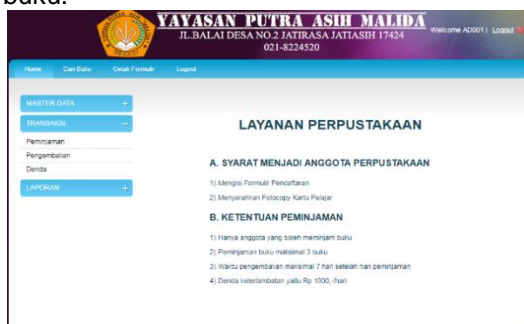 buku.
YAYASAN PUTRA ASIH MALIDA
JL.BALAI DESA NO.2 JATIRASA JATIASIH 17424
021-8224520
Welcome AD001 | Logout
Home Cari Buku Cetak Formulir Logout
MASTER DATA +
TRANSAKSI −
Peminjaman
Pengembalian
Denda
LAPORAN +
LAYANAN PERPUSTAKAAN
A. SYARAT MENJADI ANGGOTA PERPUSTAKAAN
1).Mengisi Formulir Pendaftaran
2).Menyerahkan Fotocopy Kartu Pelajar
B. KETENTUAN PEMINJAMAN
1).Hanya anggota yang boleh meminjam buku
2).Peminjaman buku maksimal 3 buku
3).Waktu pengembalian maksimal 7 hari setelah hari peminjaman
4).Denda keterlambatan yaitu Rp 1000,-/hari